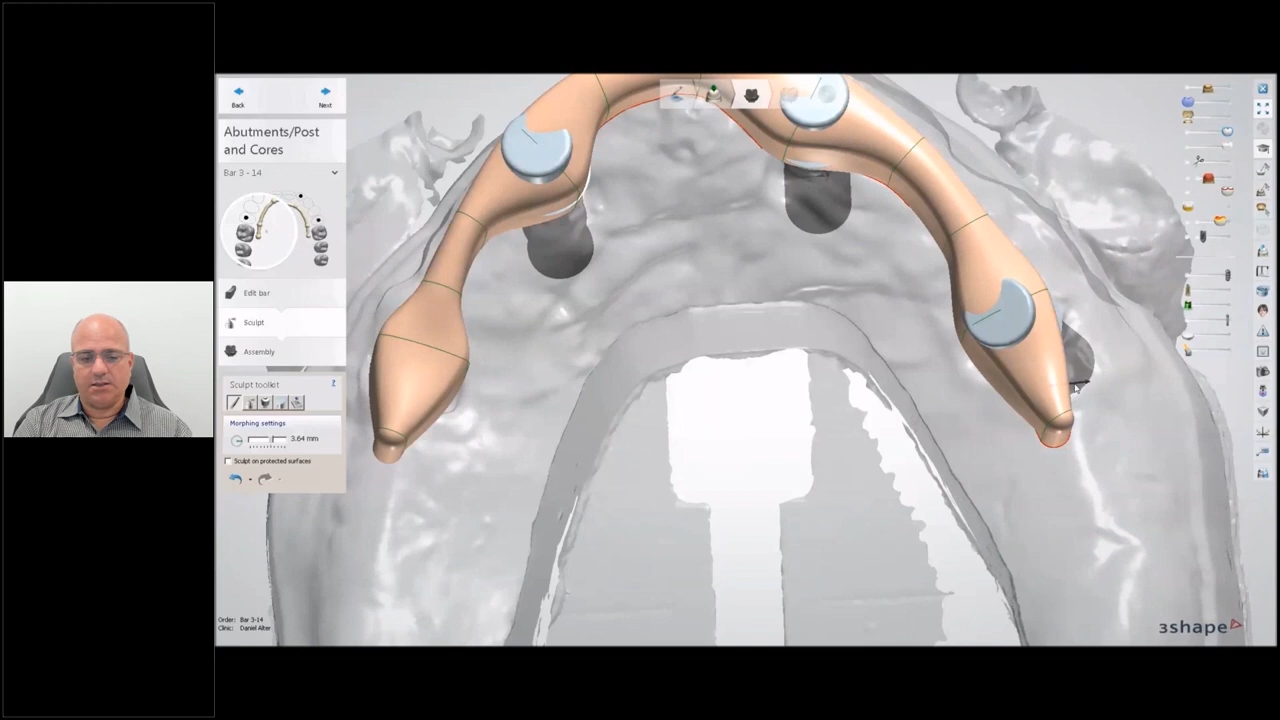 Back
Next
Abutments/Post
and Cores
Bar 3 - 14
Edit bar
Sculpt
Assembly
Sculpt toolkit
Morphing settings
3.64 mm
Sculpt on protected surfaces
Order: Bar 3-14
Clinic: Daniel Alter
3shape